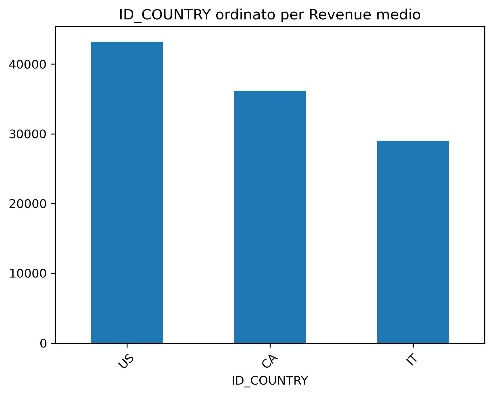 ID_COUNTRY ordinato per Revenue medio
40000
30000
20000
10000
0
US
CA
IT
ID_COUNTRY